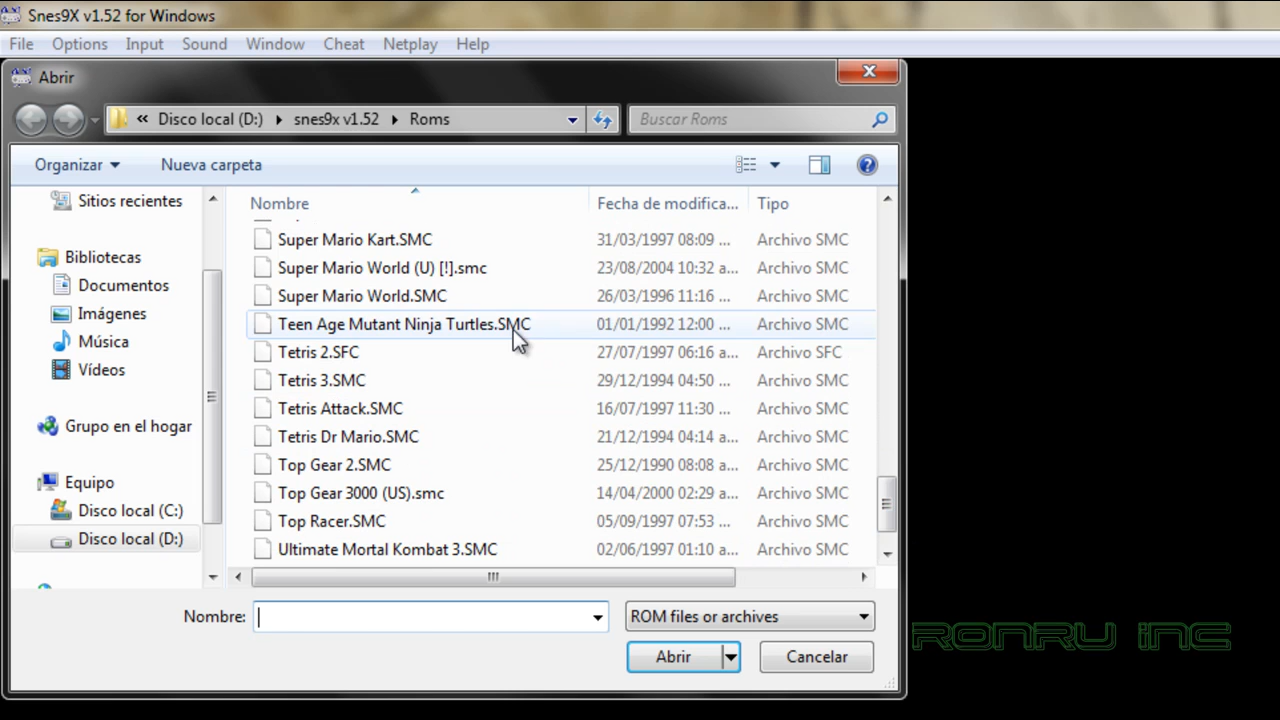 Snes9X v1.52 for Windows
File Options Input Sound Window Cheat Netplay Help
Abrir
« Disco local (D:) snes9x v1.52 Roms Buscar Roms
Organizar Nueva carpeta
Sitios recientes
Bibliotecas
Documentos
Imágenes
Música
Vídeos
Grupo en el hogar
Equipo
Disco local (C:)
Disco local (D:)
Nombre Fecha de modifica... Tipo
Super Mario Kart.SMC 31/03/1997 08:09 ... Archivo SMC
Super Mario World (U) [!].smc 23/08/2004 10:32 a... Archivo SMC
Super Mario World.SMC 26/03/1996 11:16 ... Archivo SMC
Teen Age Mutant Ninja Turtles.SMC 01/01/1992 12:00 ... Archivo SMC
Tetris 2.SFC 27/07/1997 06:16 a... Archivo SFC
Tetris 3.SMC 29/12/1994 04:50 ... Archivo SMC
Tetris Attack.SMC 16/07/1997 11:30 ... Archivo SMC
Tetris Dr Mario.SMC 21/12/1994 04:14 a... Archivo SMC
Top Gear 2.SMC 25/12/1990 08:08 a... Archivo SMC
Top Gear 3000 (US).smc 14/04/2000 02:29 a... Archivo SMC
Top Racer.SMC 05/09/1997 07:53 ... Archivo SMC
Ultimate Mortal Kombat 3.SMC 02/06/1997 01:10 a... Archivo SMC
Nombre: ROM files or archives
Abrir Cancelar
RONRU INC